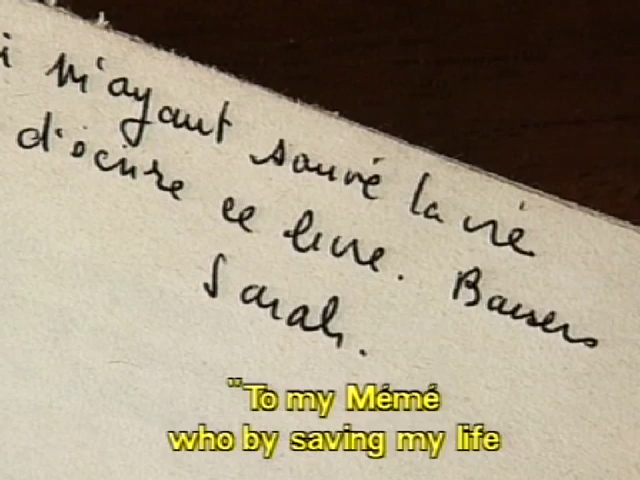 i m'ayant sauvé la vie
d'écrire ce livre. Baisers
Sarah.
"To my Mémé
who by saving my life